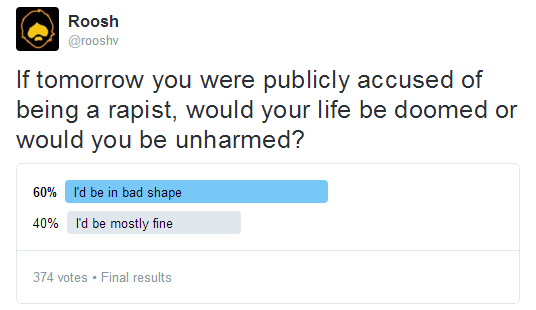 Roosh
@rooshv
If tomorrow you were publicly accused of
being a rapist, would your life be doomed or
would you be unharmed?
60% I'd be in bad shape
40% I'd be mostly fine
374 votes • Final results